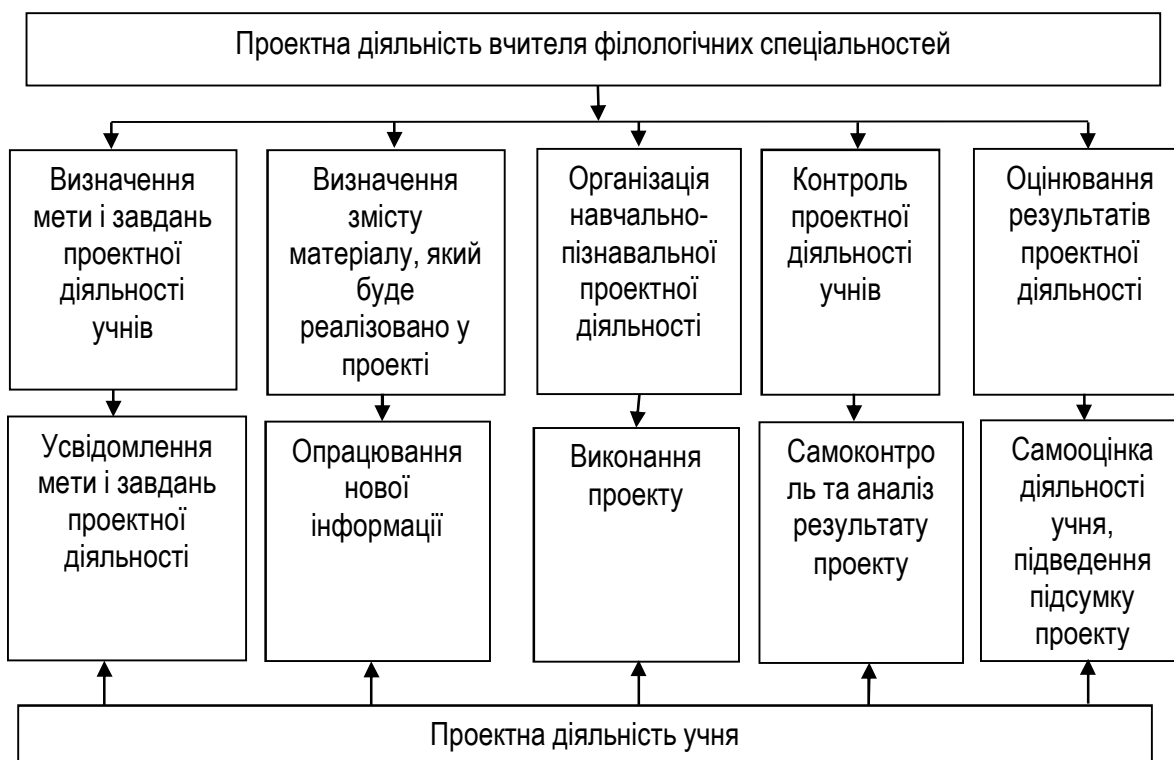 Проектна діяльність вчителя філологічних спеціальностей
Визначення
мети і завдань
проектної
діяльності
учнів
Визначення
змісту
матеріалу, який
буде
реалізовано у
проекті
Організація
навчально-
пізнавальної
проектної
діяльності
Контроль
проектної
діяльності
учнів
Оцінювання
результатів
проектної
діяльності
Усвідомлення
мети і завдань
проектної
діяльності
Опрацювання
нової
інформації
Виконання
проекту
Самоконтро
ль та аналіз
результату
проекту
Самооцінка
діяльності
учня,
підведення
підсумку
проекту
Проектна діяльність учня